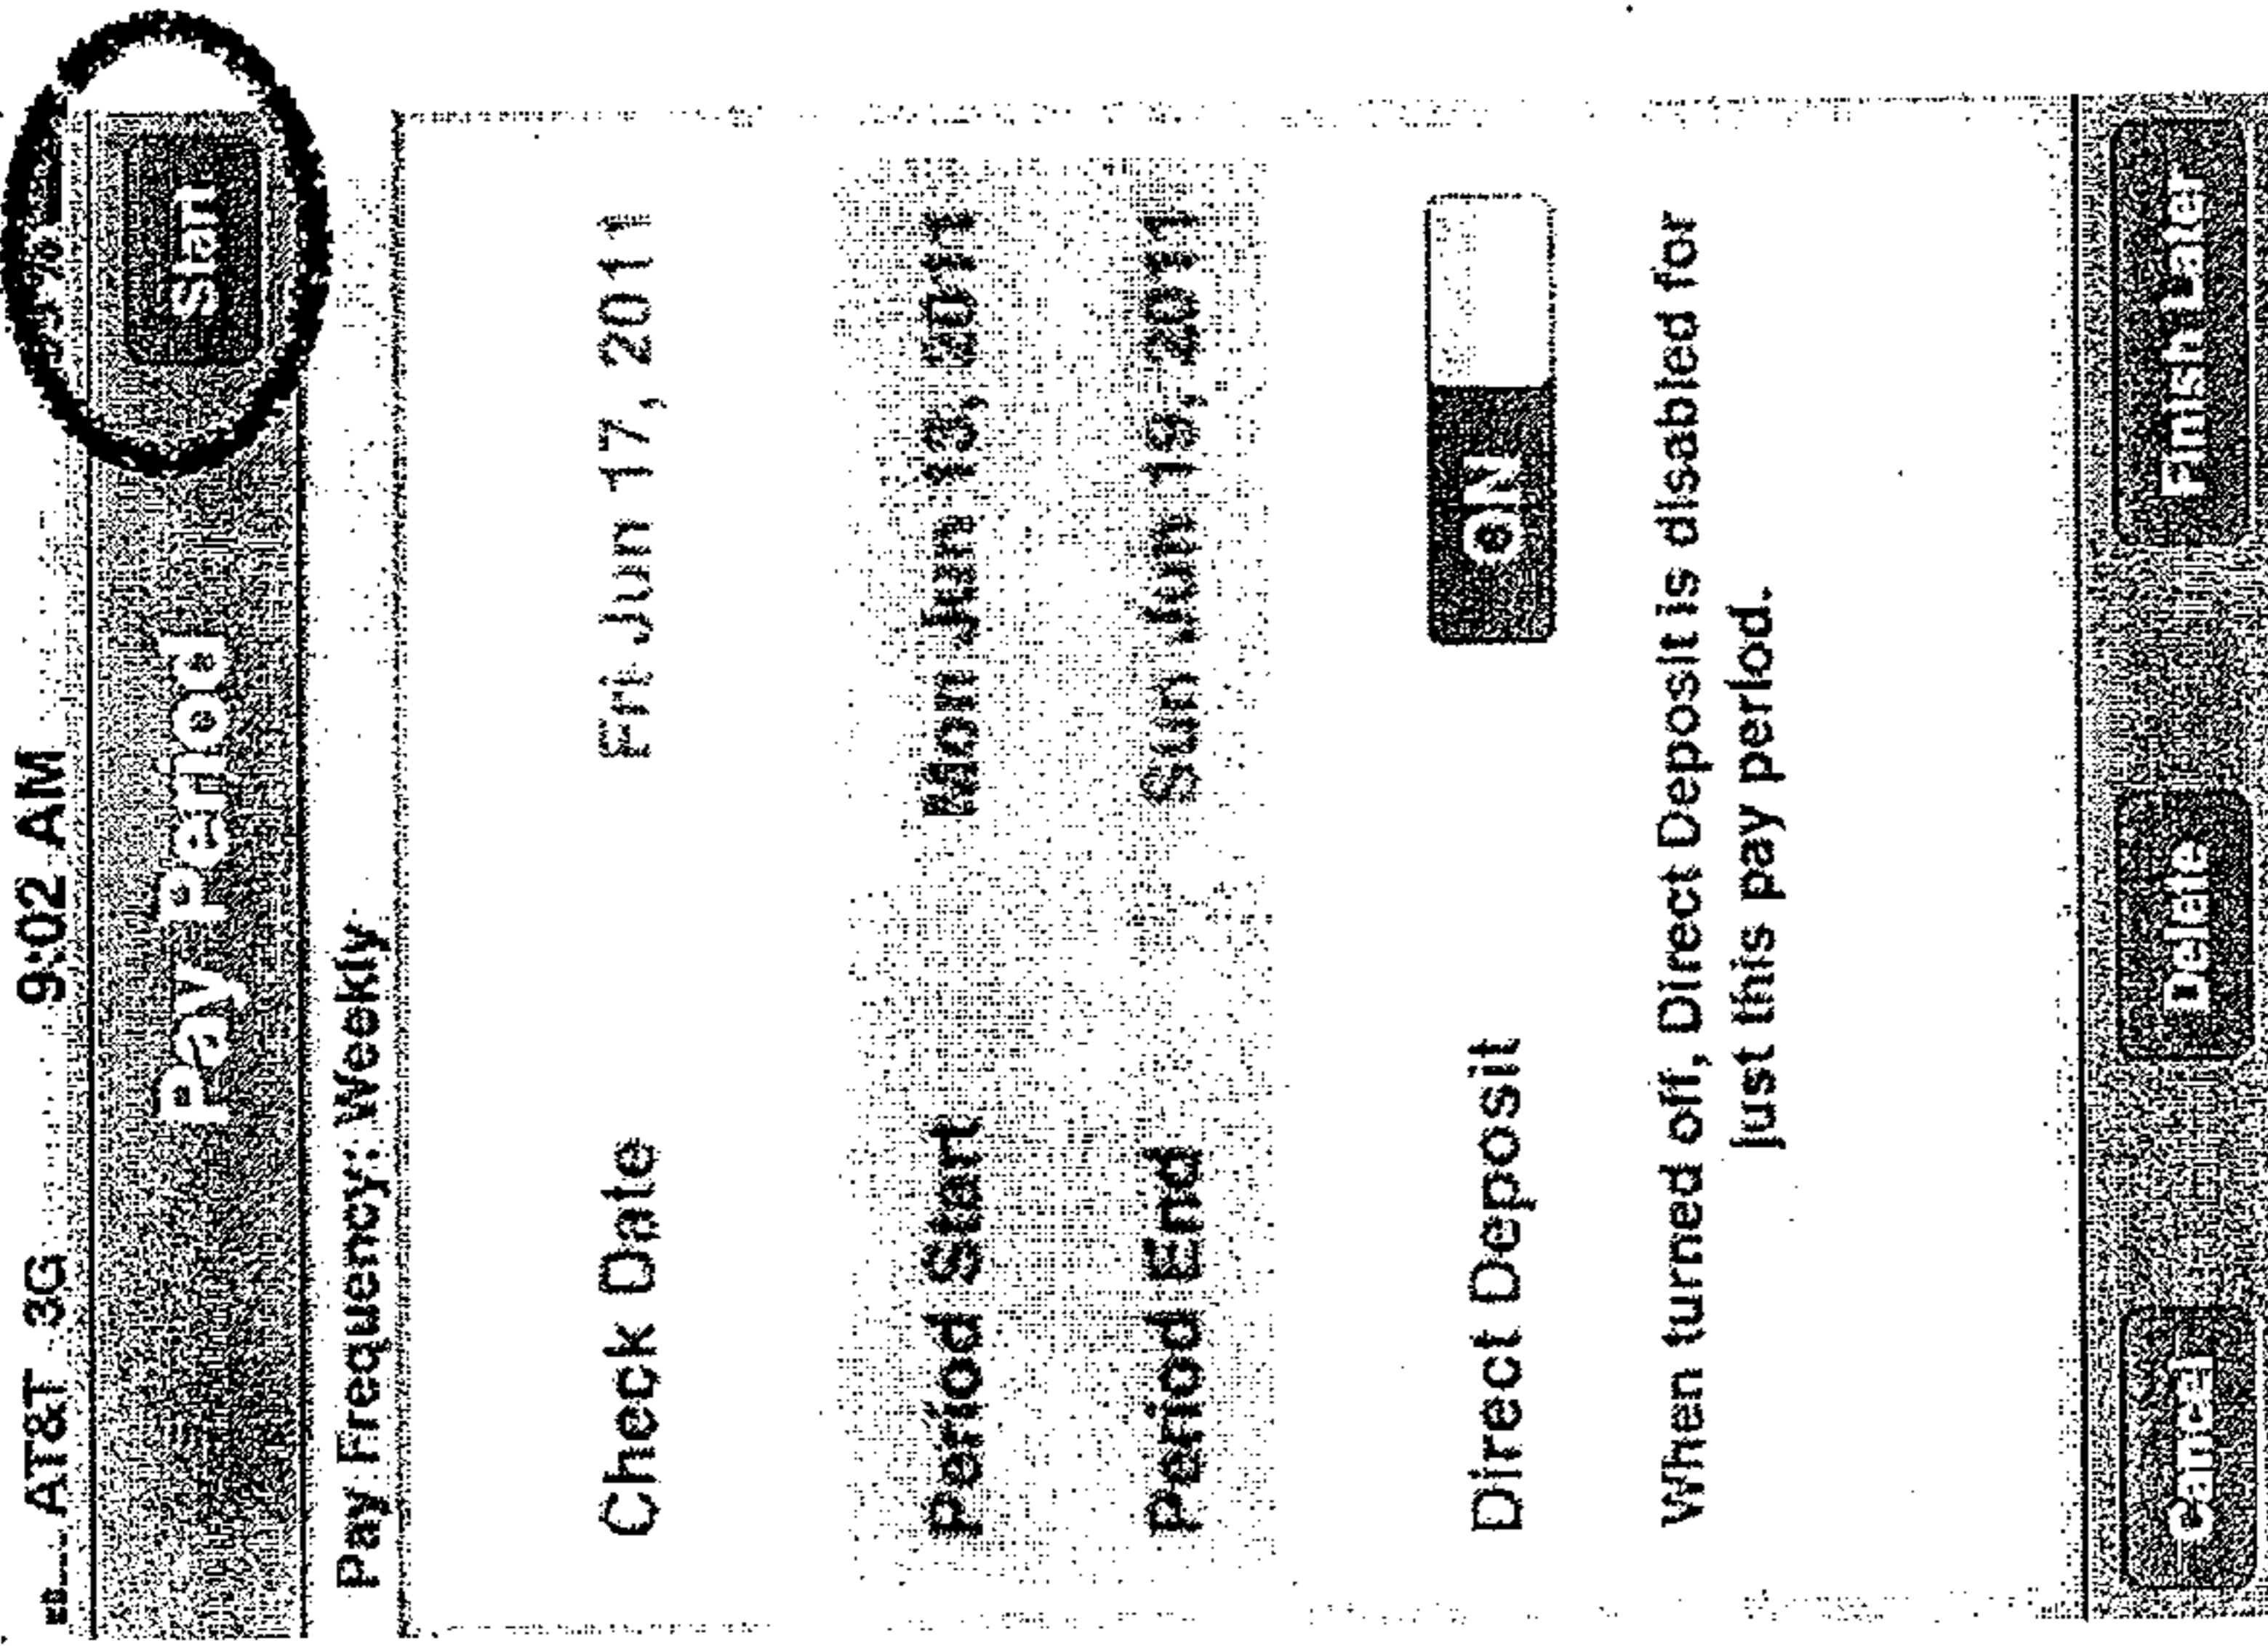 AT&T 3G 9:02 AM
Pay Period Start
Pay Frequency: Weekly
Check Date Fri Jun 17, 2011
Period Start Mon Jun 13, 2011
Period End Sun Jun 19, 2011
Direct Deposit ON
When turned off, Direct Deposit is disabled for
just this pay period.
Cancel Delete Finish Later